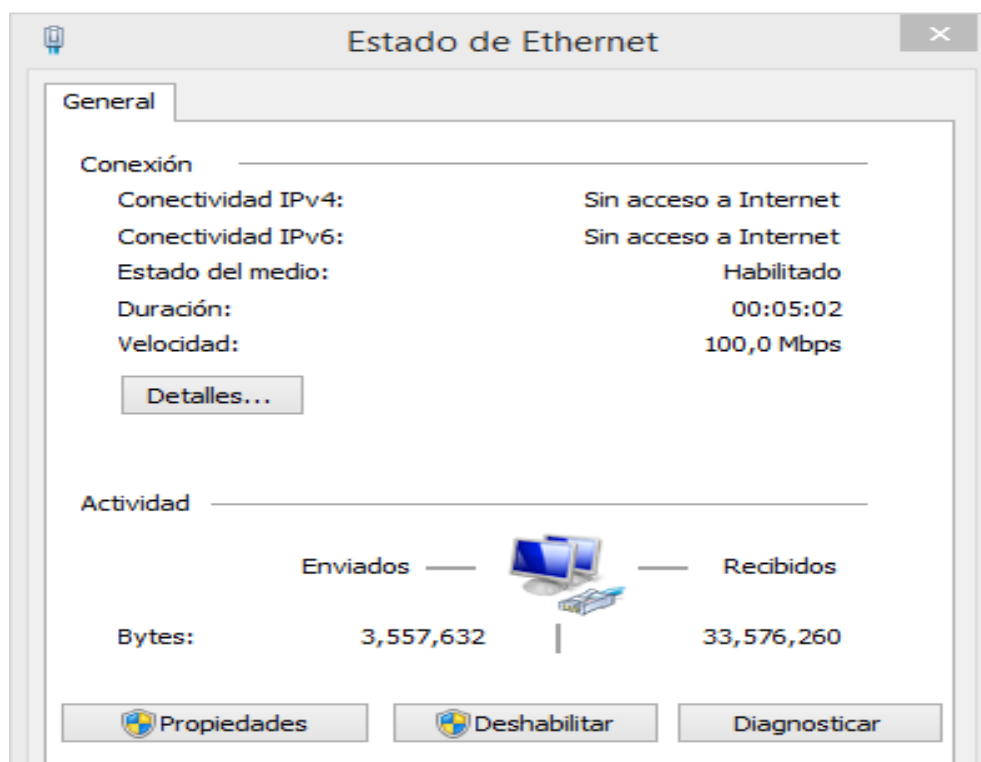 Estado de Ethernet
General
Conexión
Conectividad IPv4: Sin acceso a Internet
Conectividad IPv6: Sin acceso a Internet
Estado del medio: Habilitado
Duración: 00:05:02
Velocidad: 100,0 Mbps
Detalles...
Actividad
Enviados Recibidos
Bytes: 3,557,632 33,576,260
Propiedades Deshabilitar Diagnosticar